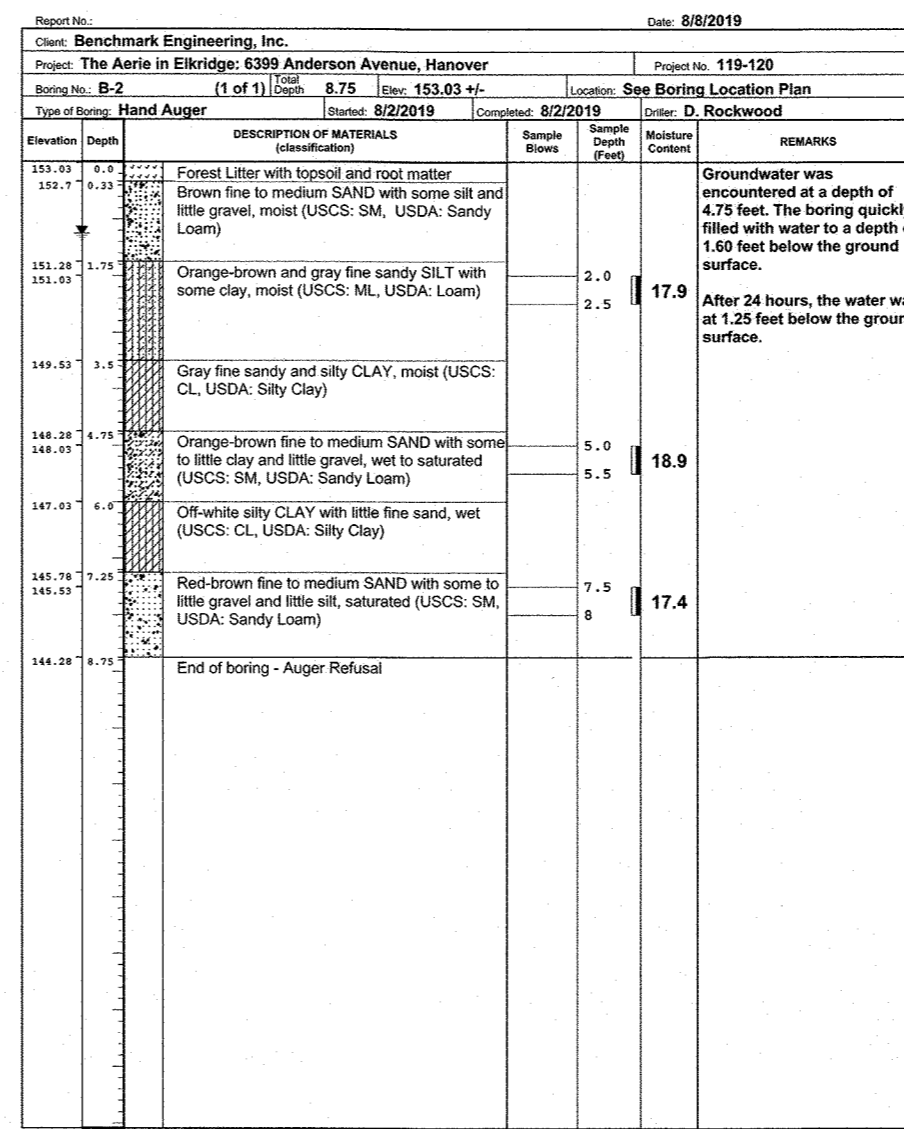 Report No.: Date: 8/8/2019
Client: Benchmark Engineering, Inc.
Project: The Aerie in Elkridge: 6399 Anderson Avenue, Hanover Project No. 119-120
Boring No.: B-2 (1 of 1) Total Depth 8.75 Elev: 153.03 +/- Location: See Boring Location Plan
Type of Boring: Hand Auger Started: 8/2/2019 Completed: 8/2/2019 Driller: D. Rockwood
Elevation Depth DESCRIPTION OF MATERIALS (classification) Sample Blows Sample Depth (Feet) Moisture Content REMARKS
153.03 0.0 Forest Litter with topsoil and root matter
152.7 0.33 Brown fine to medium SAND with some silt and
little gravel, moist (USCS: SM, USDA: Sandy
Loam)
151.28 1.75 Orange-brown and gray fine sandy SILT with
151.03 some clay, moist (USCS: ML, USDA: Loam)
2.0
2.5
17.9
149.53 3.5 Gray fine sandy and silty CLAY, moist (USCS:
CL, USDA: Silty Clay)
148.28 4.75 Orange-brown fine to medium SAND with some
148.03 to little clay and little gravel, wet to saturated
(USCS: SM, USDA: Sandy Loam)
5.0
5.5
18.9
147.03 6.0 Off-white silty CLAY with little fine sand, wet
(USCS: CL, USDA: Silty Clay)
145.78 7.25 Red-brown fine to medium SAND with some to
145.53 little gravel and little silt, saturated (USCS: SM,
USDA: Sandy Loam)
7.5
8
17.4
144.28 8.75 End of boring - Auger Refusal
Groundwater was
encountered at a depth of
4.75 feet. The boring quickly
filled with water to a depth
1.60 feet below the ground
surface.
After 24 hours, the water
at 1.25 feet below the
surface.